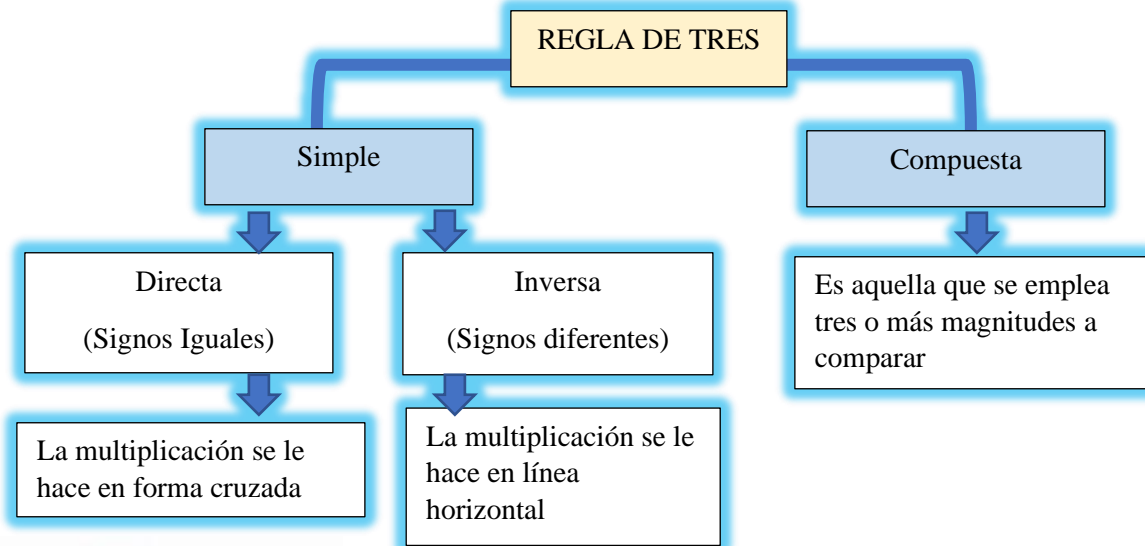 REGLA DE TRES
Simple
Compuesta
Directa
(Signos Iguales)
Inversa
(Signos diferentes)
Es aquella que se emplea
tres o más magnitudes a
comparar
La multiplicación se le
hace en forma cruzada
La multiplicación se le
hace en línea
horizontal